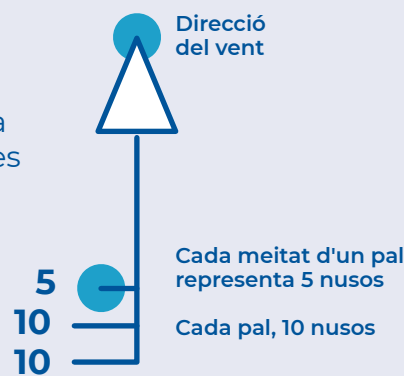 Direcció
del vent
a
es
Cada meitat d'un pal
representa 5 nusos
5
10
Cada pal, 10 nusos
10